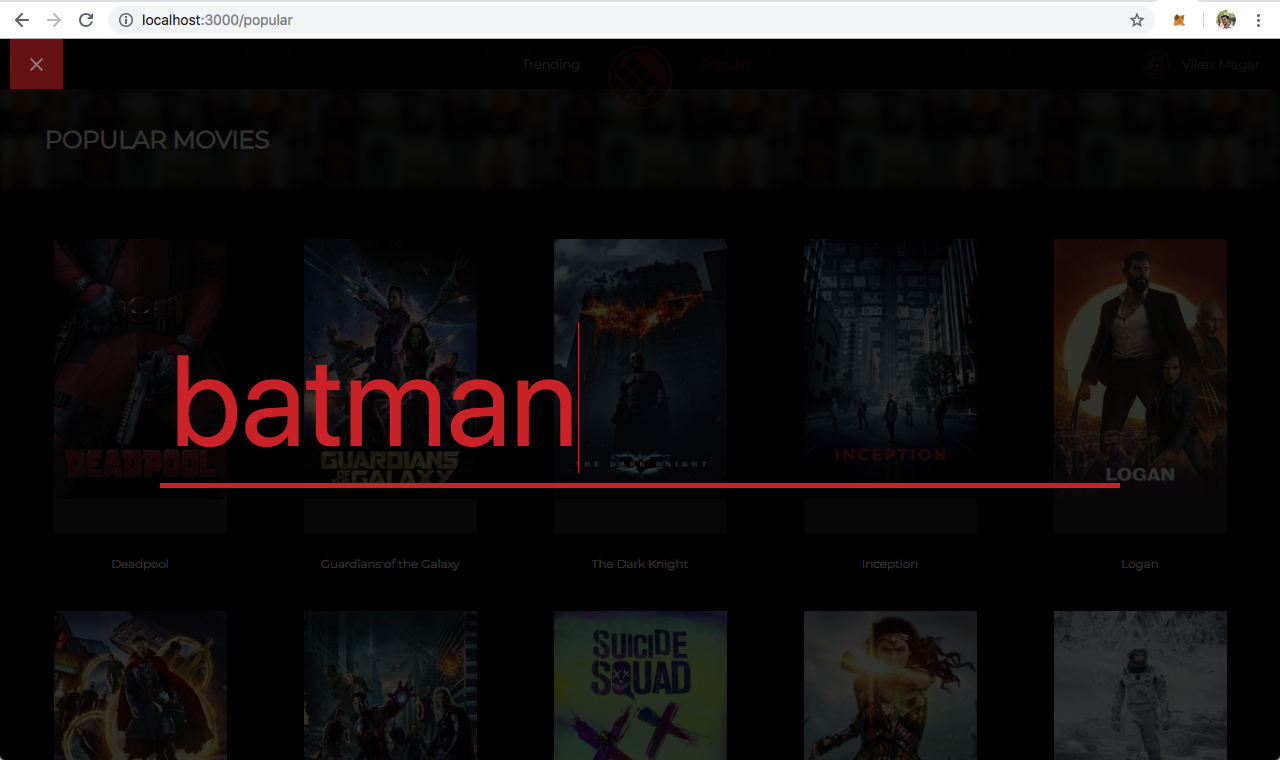 localhost:3000/popular
Trending
Popular
Vikas Magar
POPULAR MOVIES
batman
DEADPOOL
GUARDIANS
OF THE
GALAXY
THE DARK KNIGHT
INCEPTION
LOGAN
Deadpool
Guardians of the Galaxy
The Dark Knight
Inception
Logan
SUICIDE
SQUAD